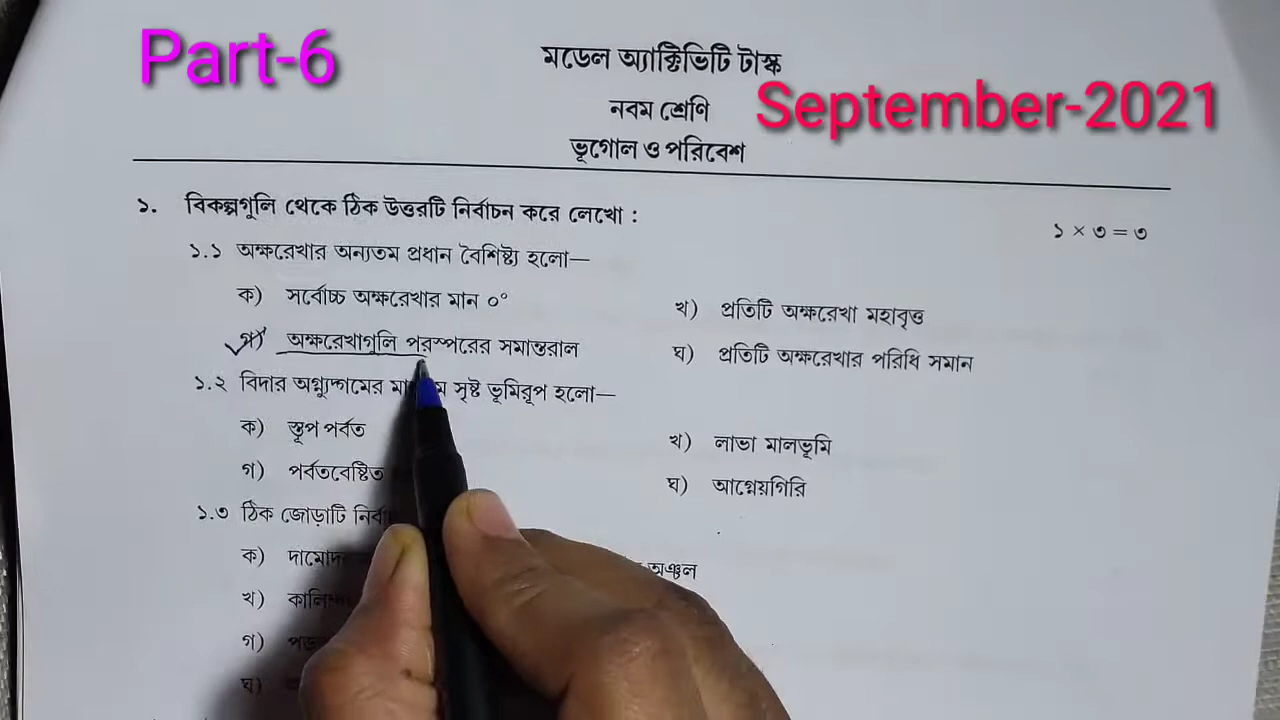 Part-6
মডেল অ্যাক্টিভিটি টাস্ক
September-2021
নবম শ্রেণি
ভূগোল ও পরিবেশ
১. বিকল্পগুলি থেকে ঠিক উত্তরটি নির্বাচন করে লেখো : ১ × ৩ = ৩
১.১ অক্ষরেখার অন্যতম প্রধান বৈশিষ্ট্য হলো—
ক) সর্বোচ্চ অক্ষরেখার মান ০° খ) প্রতিটি অক্ষরেখা মহাবৃত্ত
গ) অক্ষরেখাগুলি পরস্পরের সমান্তরাল ঘ) প্রতিটি অক্ষরেখার পরিধি সমান
১.২ বিদার অগ্ন্যুদ্গমের সৃষ্ট ভূমিরূপ হলো—
ক) স্তূপ পর্বত খ) লাভা মালভূমি
গ) পর্বতবেষ্টিত ঘ) আগ্নেয়গিরি
১.৩ ঠিক জোড়াটি
ক) অঞ্চল
খ)
গ)
ঘ)